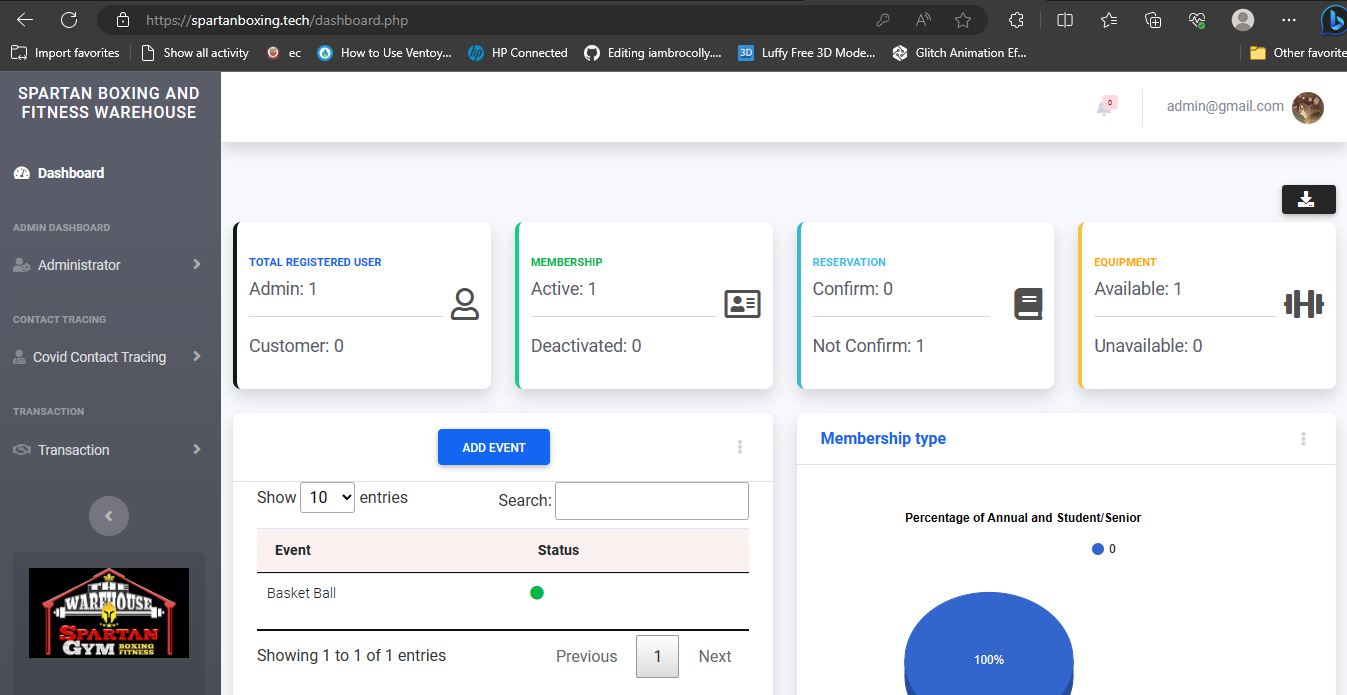 https://spartanboxing.tech/dashboard.php
Import favorites
Show all activity
ec
How to Use Ventoy...
HP Connected
Editing iambrocolly....
3D
Luffy Free 3D Mode...
Glitch Animation Ef...
Other favorite
SPARTAN BOXING AND
FITNESS WAREHOUSE
0
admin@gmail.com
Dashboard
ADMIN DASHBOARD
Administrator
CONTACT TRACING
Covid Contact Tracing
TRANSACTION
Transaction
WAREHOUSE
SPARTAN
GYM BOXING FITNESS
TOTAL REGISTERED USER
Admin: 1
Customer: 0
MEMBERSHIP
Active: 1
Deactivated: 0
RESERVATION
Confirm: 0
Not Confirm: 1
EQUIPMENT
Available: 1
Unavailable: 0
ADD EVENT
Show 10 entries
Search:
Event Status
Basket Ball
Showing 1 to 1 of 1 entries
Previous 1 Next
Membership type
Percentage of Annual and Student/Senior
0
100%